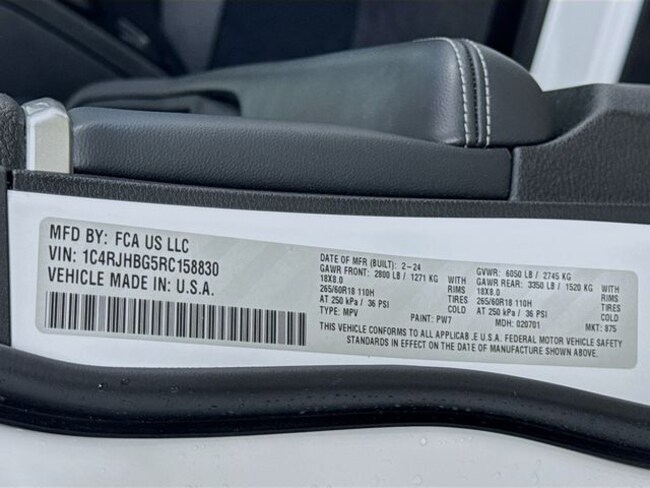 MFD BY: FCA US LLC
VIN: 1C4RJHBG5RC158830
VEHICLE MADE IN: U.S.A.
DATE OF MFR (BUILT): 2-24
GAWR FRONT: 2800 LB / 1271 KG WITH
18X8.0 RIMS
265/60R18 110H TIRES
AT 250 kPa / 36 PSI COLD
TYPE: MPV PAINT: PW7
GVWR: 6050 LB / 2745 KG
GAWR REAR: 3350 LB / 1520 KG WITH
18X8.0 RIMS
265/60R18 110H TIRES
AT 250 kPa / 36 PSI COLD
MDH: 020701 MKT: 875
THIS VEHICLE CONFORMS TO ALL APPLICAB .E U.S.A. FEDERAL MOTOR VEHICLE SAFETY
STANDARDS IN EFFECT ON THE DATE OF MANUFACTURE SHOWN ABOVE.